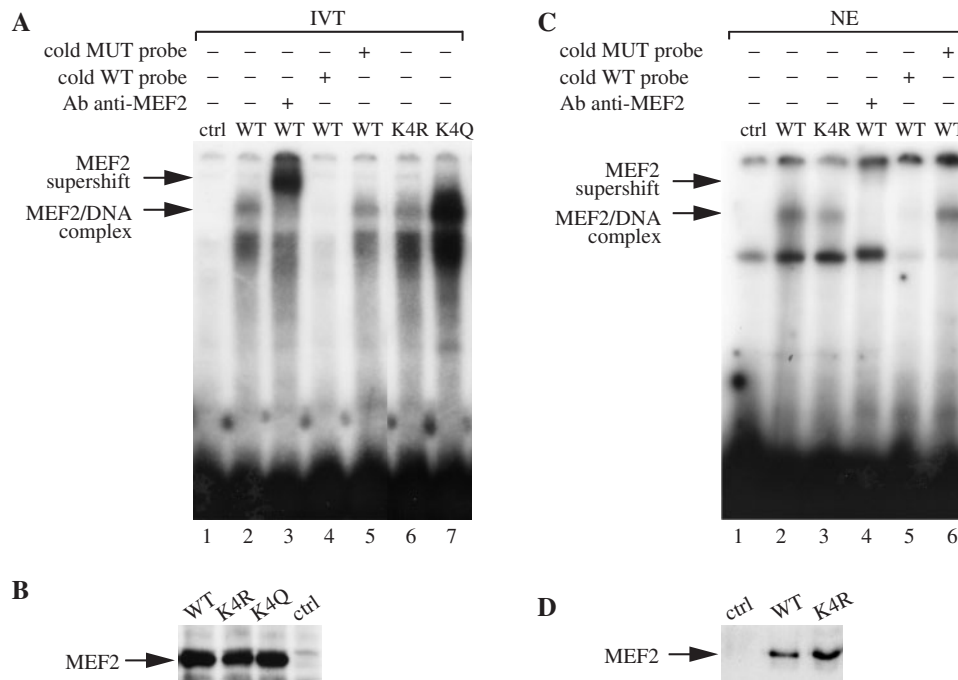 A
IVT
cold MUT probe – – – – + – –
cold WT probe – – – + – – –
Ab anti-MEF2 – – + – – – –
ctrl WT WT WT WT K4R K4Q
MEF2
supershift
MEF2/DNA
complex
1 2 3 4 5 6 7
C
NE
cold MUT probe – – – – – +
cold WT probe – – – – + –
Ab anti-MEF2 – – – + – –
ctrl WT K4R WT WT WT
MEF2
supershift
MEF2/DNA
complex
1 2 3 4 5 6
B
WT K4R K4Q ctrl
MEF2
D
ctrl WT K4R
MEF2